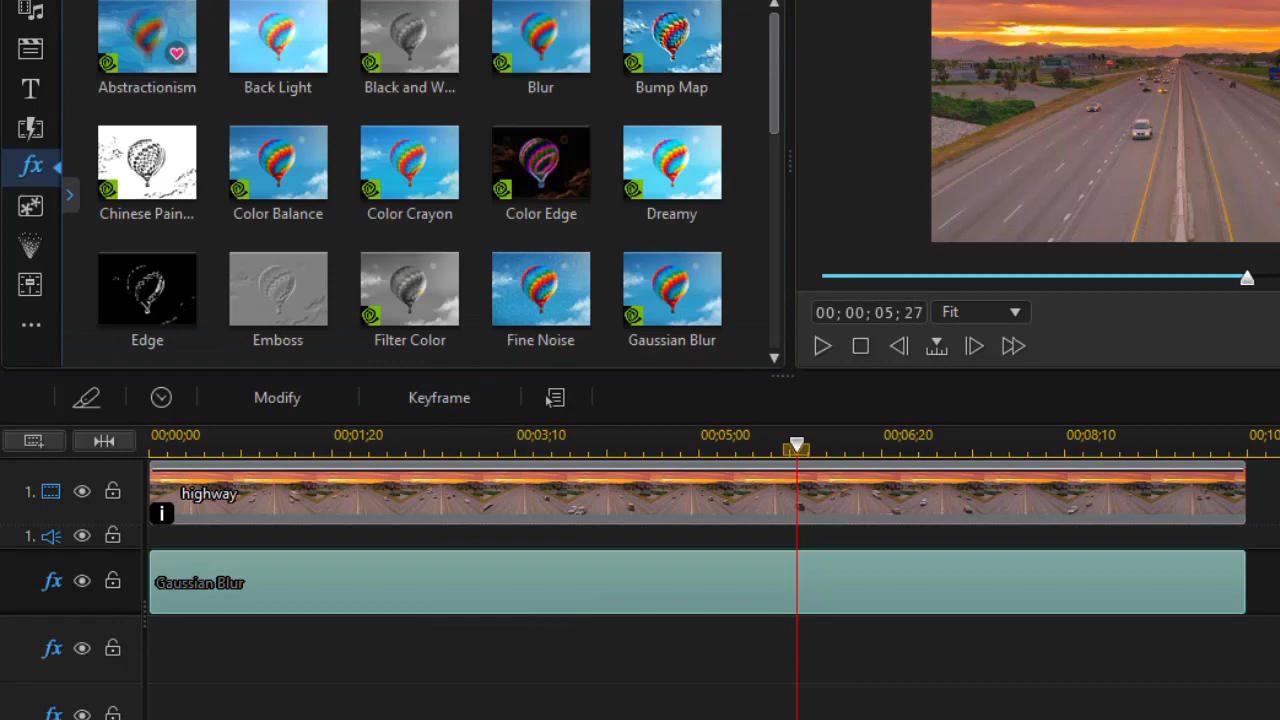 Abstractionism Back Light Black and W... Blur Bump Map
T
fx
Chinese Pain... Color Balance Color Crayon Color Edge Dreamy
Edge Emboss Filter Color Fine Noise Gaussian Blur
00; 00; 05; 27 Fit
Modify Keyframe
00;00;00 00;01;20 00;03;10 00;05;00 00;06;20 00;08;10 00;10
1. highway
i
1.
fx Gaussian Blur
fx
fx